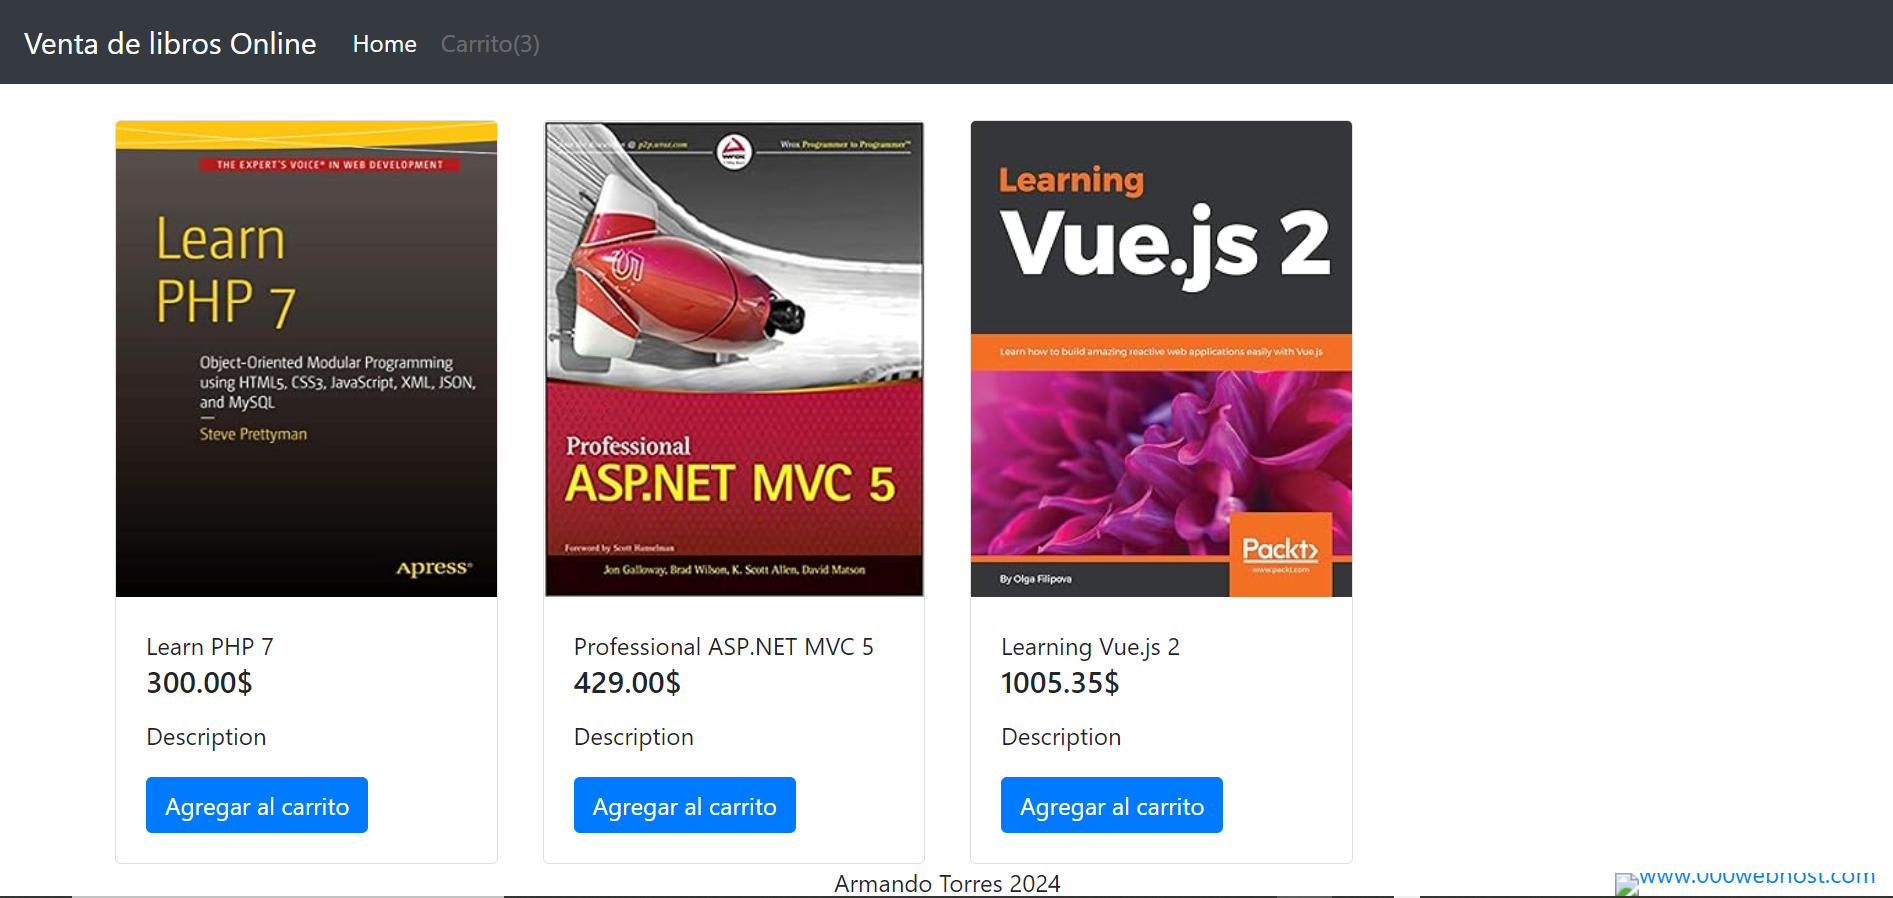 Venta de libros Online Home Carrito(3)
THE EXPERT'S VOICE® IN WEB DEVELOPMENT
Learn
PHP 7
Object-Oriented Modular Programming
using HTML5, CSS3, JavaScript, XML, JSON,
and MySQL
Steve Prettyman
Apress®
@ p2p.wrox.com
wrox
Wrox Programmer to Programmer™
5
Professional
ASP.NET MVC 5
Foreword by Scott Hanselman
Jon Galloway, Brad Wilson, K. Scott Allen, David Matson
Learning
Vue.js 2
Learn how to build amazing reactive web applications easily with Vue.js
Packt>
www.packt.com
By Olga Filipova
Learn PHP 7
300.00$
Description
Agregar al carrito
Professional ASP.NET MVC 5
429.00$
Description
Agregar al carrito
Learning Vue.js 2
1005.35$
Description
Agregar al carrito
Armando Torres 2024
www.000webhost.com